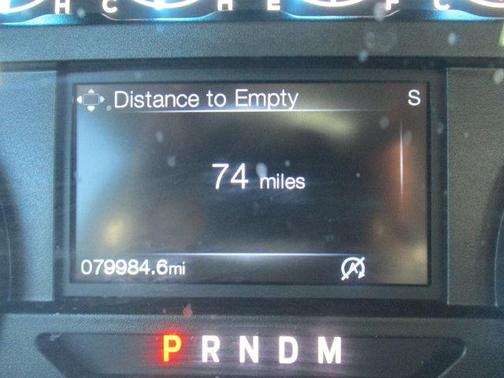 H C H E F C
Distance to Empty S
74 miles
079984.6mi
P R N D M